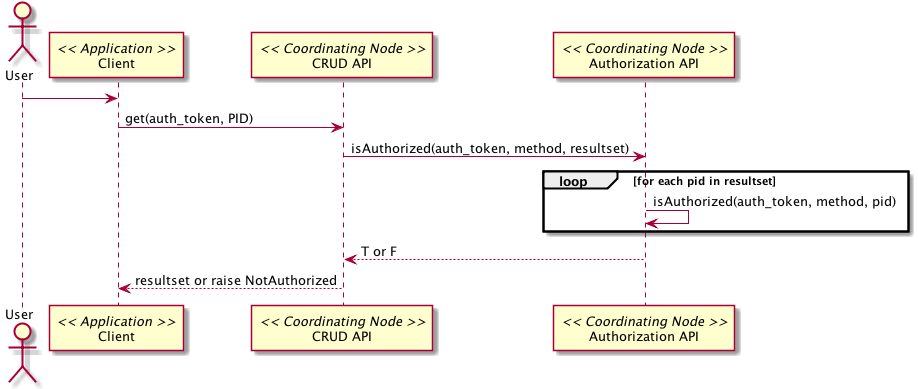 << Application >>
<< Coordinating Node >>
<< Coordinating Node >>
User
Client
CRUD API
Authorization API
get(auth_token, PID)
isAuthorized(auth_token, method, resultset)
loop
[for each pid in resultset]
isAuthorized(auth_token, method, pid)
T or F
resultset or raise NotAuthorized
User
<< Application >>
<< Coordinating Node >>
<< Coordinating Node >>
Client
CRUD API
Authorization API